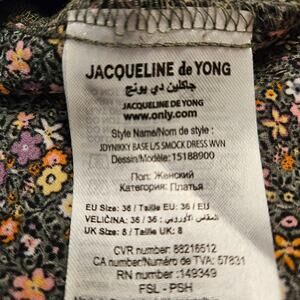 JACQUELINE de YONG
جاكلين دي يونج
JACQUELINE DE YONG
www.only.com
Style Name/Nom de style :
JDYNIKKY BASE L/S SMOCK DRESS WVN
Dessin/Modèle: 15188900
Пол: Женский
Категория: Платья
EU Size: 36 / Taille EU: 36 / EU
VELIČINA: 36 / 36 : المقاس الأوروبي
UK Size: 8 / Taille UK: 8
CVR number: 88216512
CA number/Numéro de TVA: 57831
RN number :149349
FSL - PSH